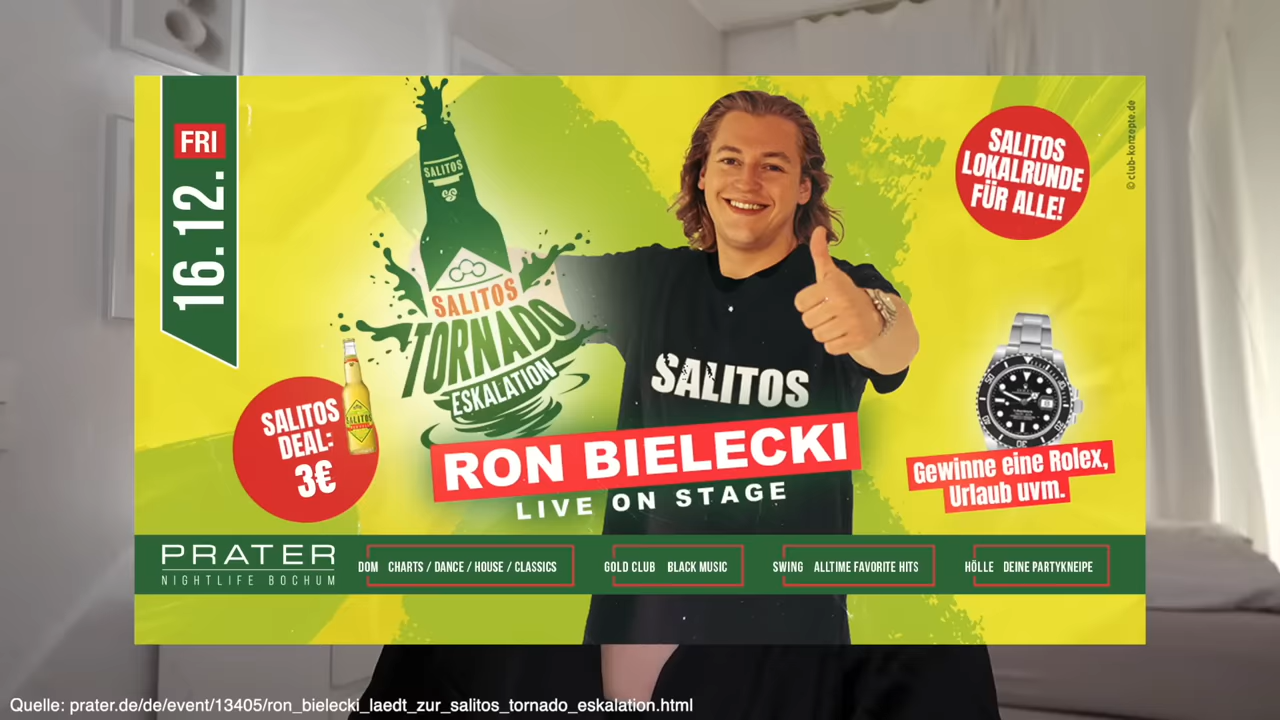 FRI
16.12.
SALITOS
SALITOS
TORNADO
ESKALATION
SALITOS
LOKALRUNDE
FÜR ALLE!
© club-konzepte.de
SALITOS
DEAL:
3€
SALITOS
SALITOS
RON BIELECKI
LIVE ON STAGE
Gewinne eine Rolex,
Urlaub uvm.
PRATER
NIGHTLIFE BOCHUM
DOM CHARTS / DANCE / HOUSE / CLASSICS
GOLD CLUB BLACK MUSIC
SWING ALLTIME FAVORITE HITS
HÖLLE DEINE PARTYKNEIPE
Quelle: prater.de/de/event/13405/ron_bielecki_laedt_zur_salitos_tornado_eskalation.html